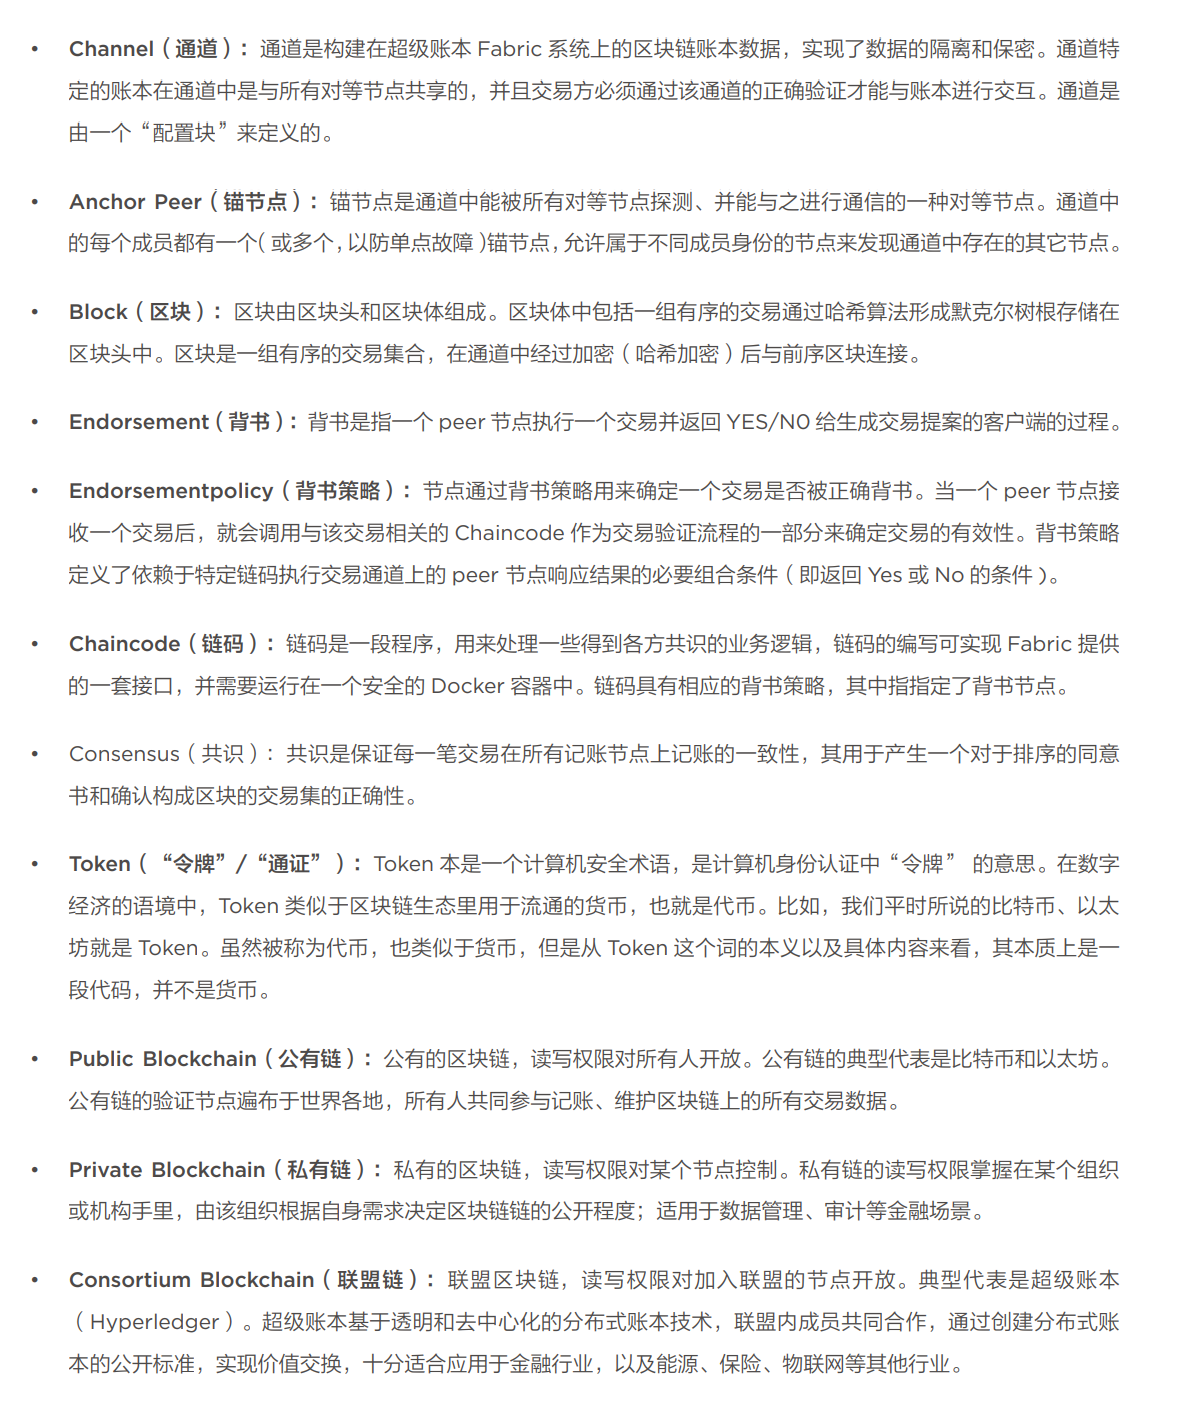 • Channel（通道）：通道是构建在超级账本 Fabric 系统上的区块链账本数据，实现了数据的隔离和保密。通道特
定的账本在通道中是与所有对等节点共享的，并且交易方必须通过该通道的正确验证才能与账本进行交互。通道是
由一个“配置块”来定义的。
• Anchor Peer（锚节点）：锚节点是通道中能被所有对等节点探测、并能与之进行通信的一种对等节点。通道中
的每个成员都有一个（或多个，以防单点故障）锚节点，允许属于不同成员身份的节点来发现通道中存在的其它节点。
• Block（区块）：区块由区块头和区块体组成。区块体中包括一组有序的交易通过哈希算法形成默克尔树根存储在
区块头中。区块是一组有序的交易集合，在通道中经过加密（哈希加密）后与前序区块连接。
• Endorsement（背书）：背书是指一个 peer 节点执行一个交易并返回 YES/N0 给生成交易提案的客户端的过程。
• Endorsementpolicy（背书策略）：节点通过背书策略用来确定一个交易是否被正确背书。当一个 peer 节点接
收一个交易后，就会调用与该交易相关的 Chaincode 作为交易验证流程的一部分来确定交易的有效性。背书策略
定义了依赖于特定链码执行交易通道上的 peer 节点响应结果的必要组合条件（即返回 Yes 或 No 的条件）。
• Chaincode（链码）：链码是一段程序，用来处理一些得到各方共识的业务逻辑，链码的编写可实现 Fabric 提供
的一套接口，并需要运行在一个安全的 Docker 容器中。链码具有相应的背书策略，其中指指定了背书节点。
• Consensus（共识）：共识是保证每一笔交易在所有记账节点上记账的一致性，其用于产生一个对于排序的同意
书和确认构成区块的交易集的正确性。
• Token（“令牌”/“通证”）：Token 本是一个计算机安全术语，是计算机身份认证中“令牌” 的意思。在数字
经济的语境中，Token 类似于区块链生态里用于流通的货币，也就是代币。比如，我们平时所说的比特币、以太
坊就是 Token。虽然被称为代币，也类似于货币，但是从 Token 这个词的本义以及具体内容来看，其本质上是一
段代码，并不是货币。
• Public Blockchain（公有链）：公有的区块链，读写权限对所有人开放。公有链的典型代表是比特币和以太坊。
公有链的验证节点遍布于世界各地，所有人共同参与记账、维护区块链上的所有交易数据。
• Private Blockchain（私有链）：私有的区块链，读写权限对某个节点控制。私有链的读写权限掌握在某个组织
或机构手里，由该组织根据自身需求决定区块链链的公开程度；适用于数据管理、审计等金融场景。
• Consortium Blockchain（联盟链）：联盟区块链，读写权限对加入联盟的节点开放。典型代表是超级账本
（Hyperledger）。超级账本基于透明和去中心化的分布式账本技术，联盟内成员共同合作，通过创建分布式账
本的公开标准，实现价值交换，十分适合应用于金融行业，以及能源、保险、物联网等其他行业。